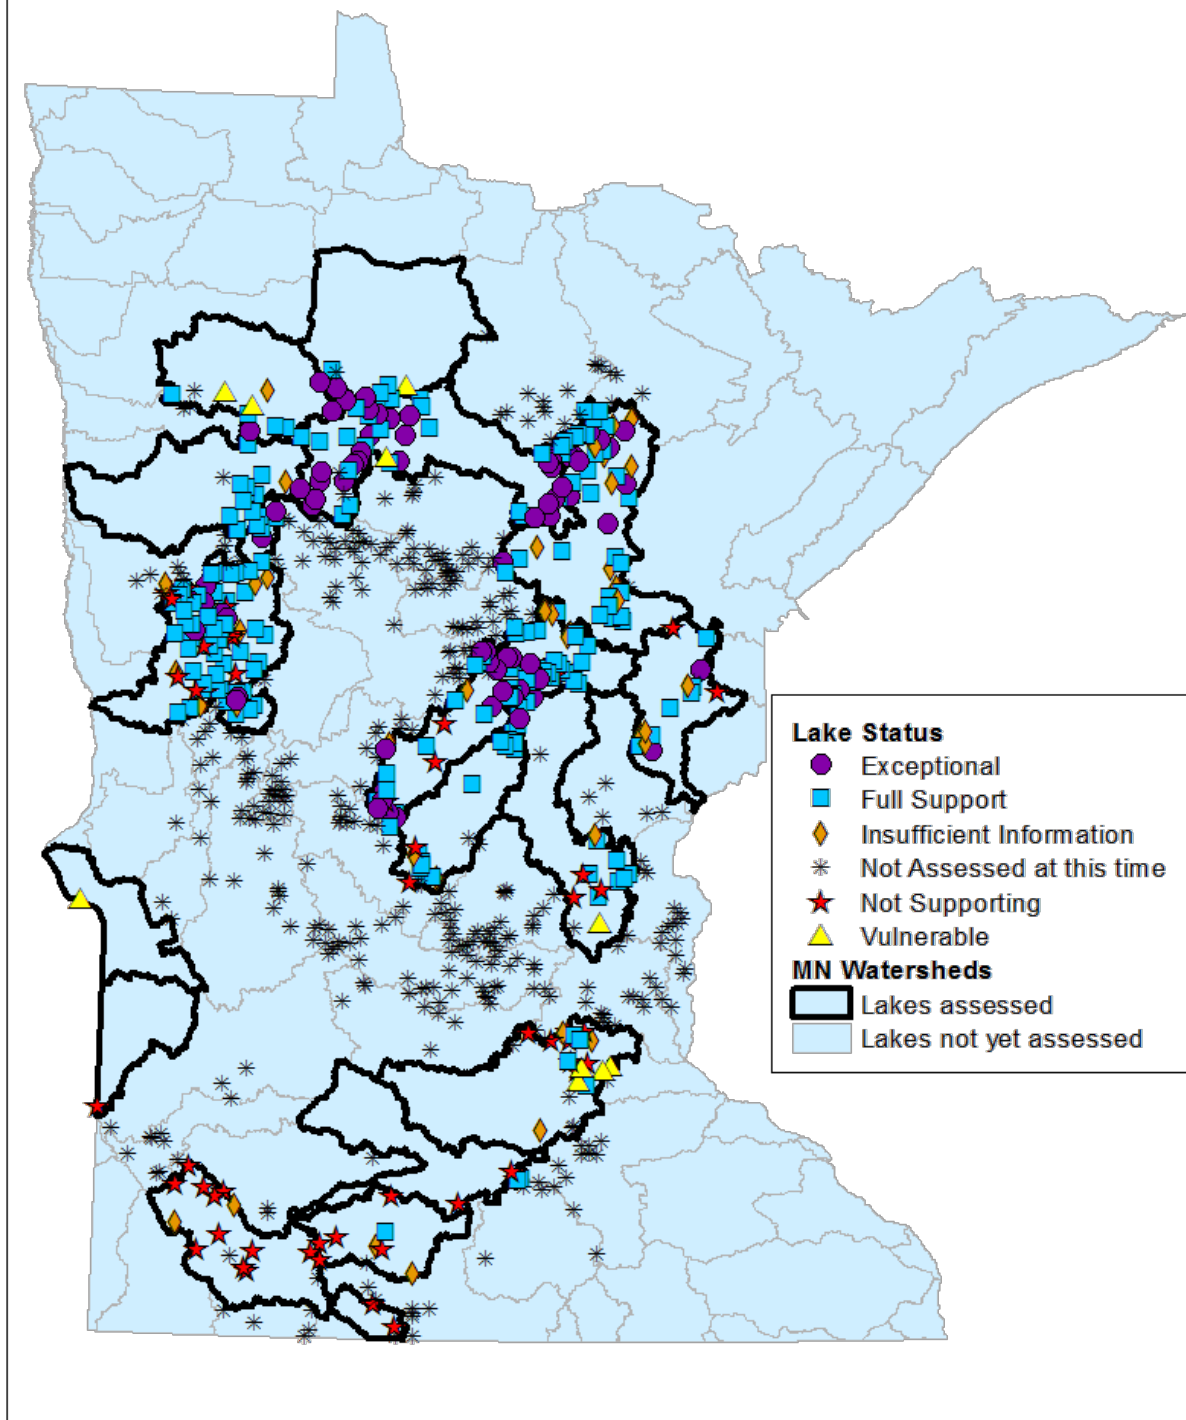 Lake Status
Exceptional
Full Support
Insufficient Information
Not Assessed at this time
Not Supporting
Vulnerable
MN Watersheds
Lakes assessed
Lakes not yet assessed